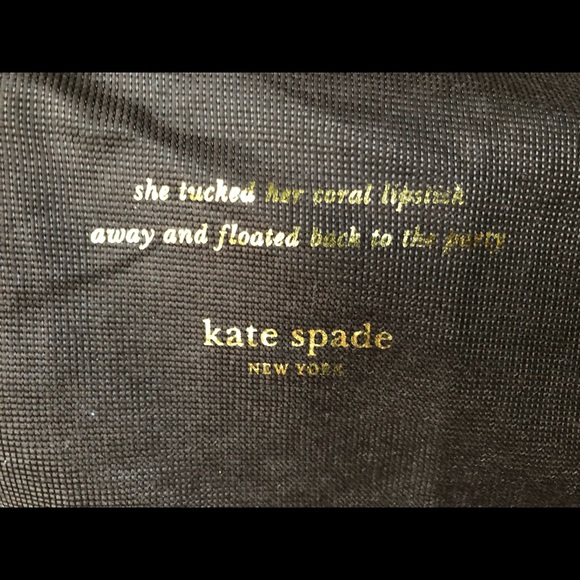 she tucked her coral lipstick
away and floated back to the party
kate spade
NEW YORK